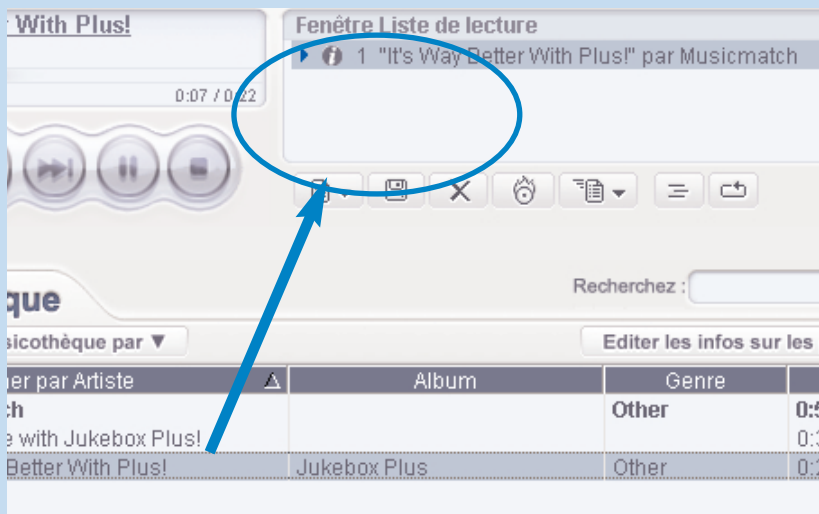 With Plus!
0:07 / 0:22
Fenêtre Liste de lecture
1 "It's Way Better With Plus!" par Musicmatch
Recherchez :
que
sicothèque par ▼
Editer les infos sur les
er par Artiste Album Genre
ch Other 0:5
e with Jukebox Plus! 0:3
Better With Plus! Jukebox Plus Other 0:2